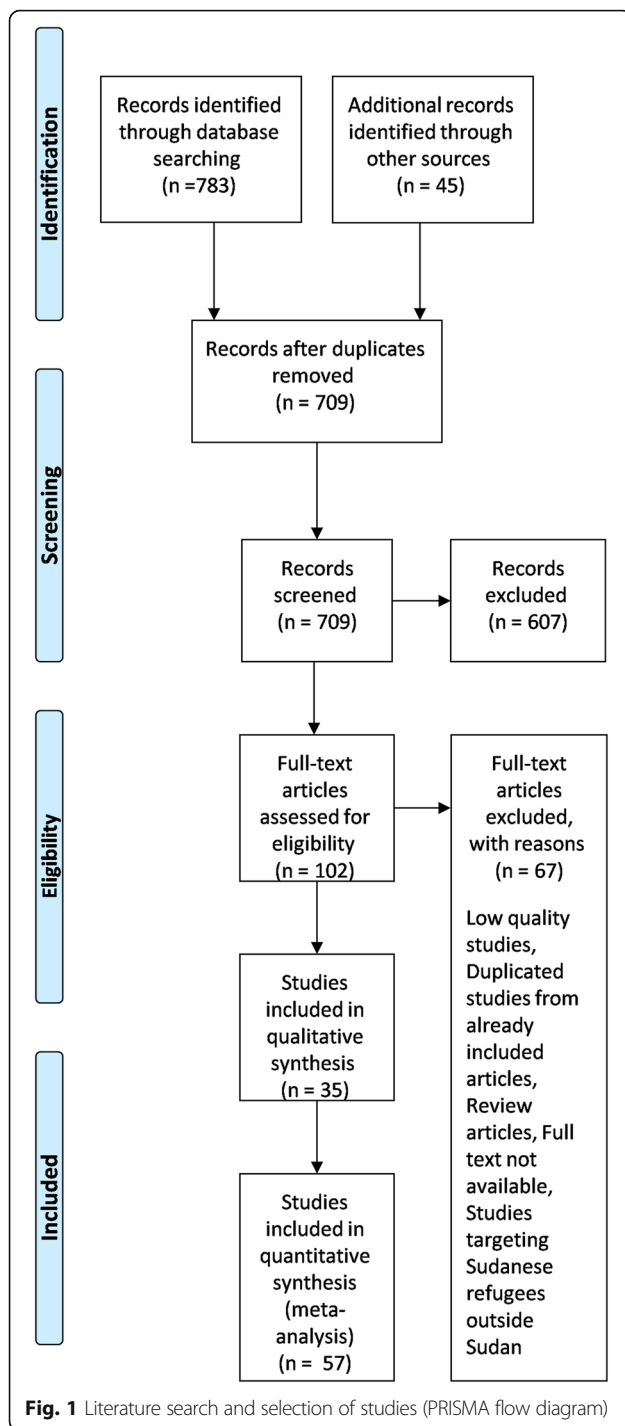 Identification
Records identified
through database
searching
(n =783)
Additional records
identified through
other sources
(n = 45)
Records after duplicates
removed
(n = 709)
Screening
Records
screened
(n = 709)
Records
excluded
(n = 607)
Eligibility
Full-text
articles
assessed for
eligibility
(n = 102)
Full-text
articles
excluded,
with reasons
(n = 67)
Low quality
studies,
Duplicated
studies from
already
included
articles,
Review
articles, Full
text not
available,
Studies
targeting
Sudanese
refugees
outside
Sudan
Studies
included in
qualitative
synthesis
(n = 35)
Included
Studies
included in
quantitative
synthesis
(meta-
analysis)
(n = 57)
Fig. 1 Literature search and selection of studies (PRISMA flow diagram)